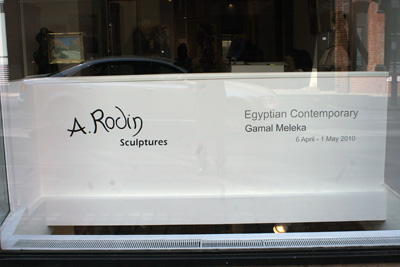 A. Rodin
Sculptures
Egyptian Contemporary
Gamal Meleka
6 April - 1 May 2010